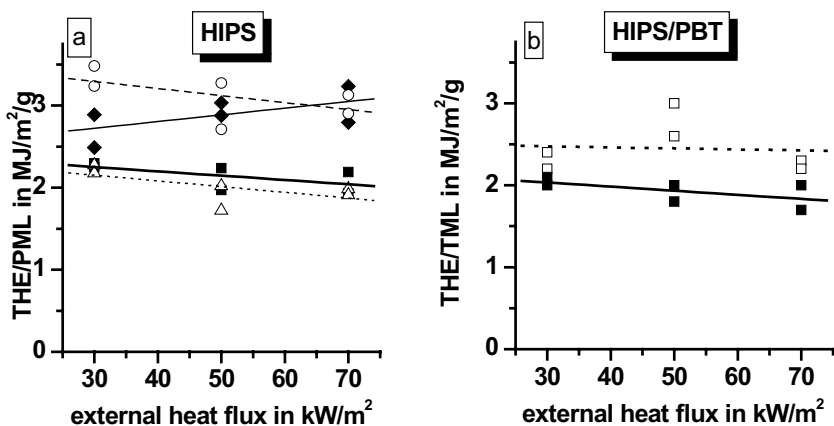 a
HIPS
THE/PML in MJ/m²/g
3
2
1
0
30 40 50 60 70
external heat flux in kW/m²
b
HIPS/PBT
THE/TML in MJ/m²/g
4
3
2
1
0
30 40 50 60 70
external heat flux in kW/m²